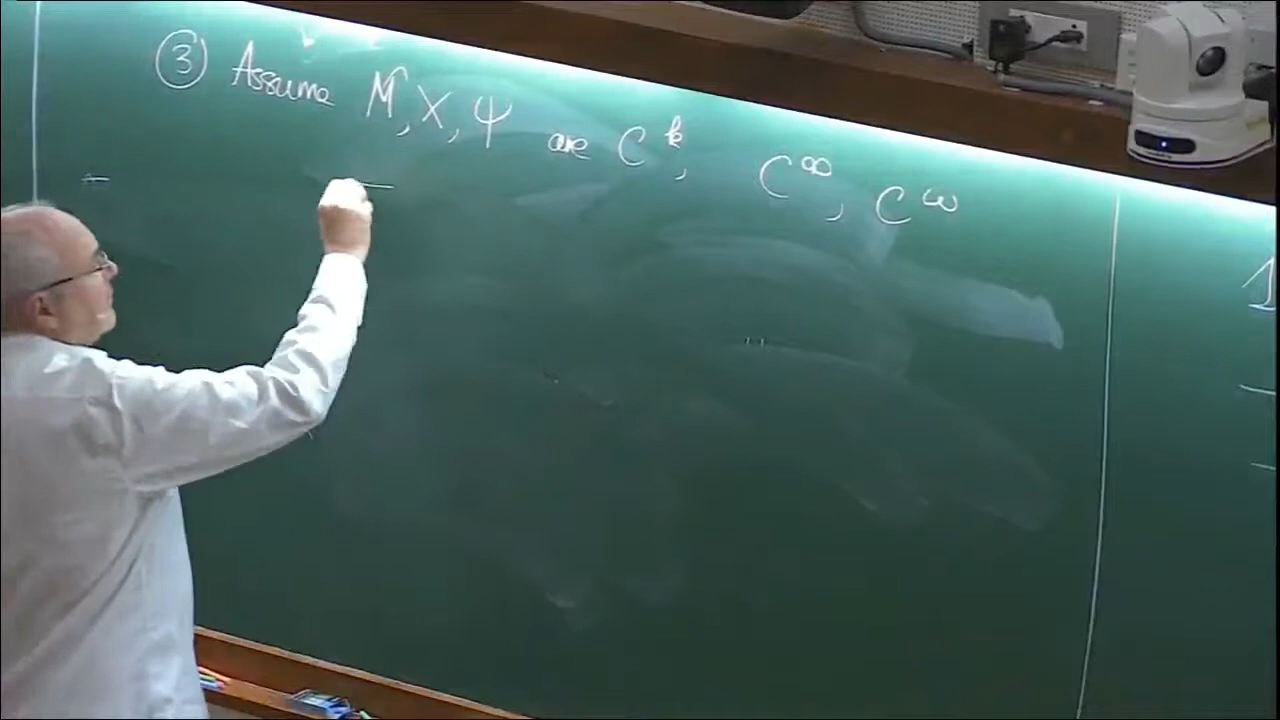 ③ Assume M, X, Ψ are C^k, C^∞, C^ω